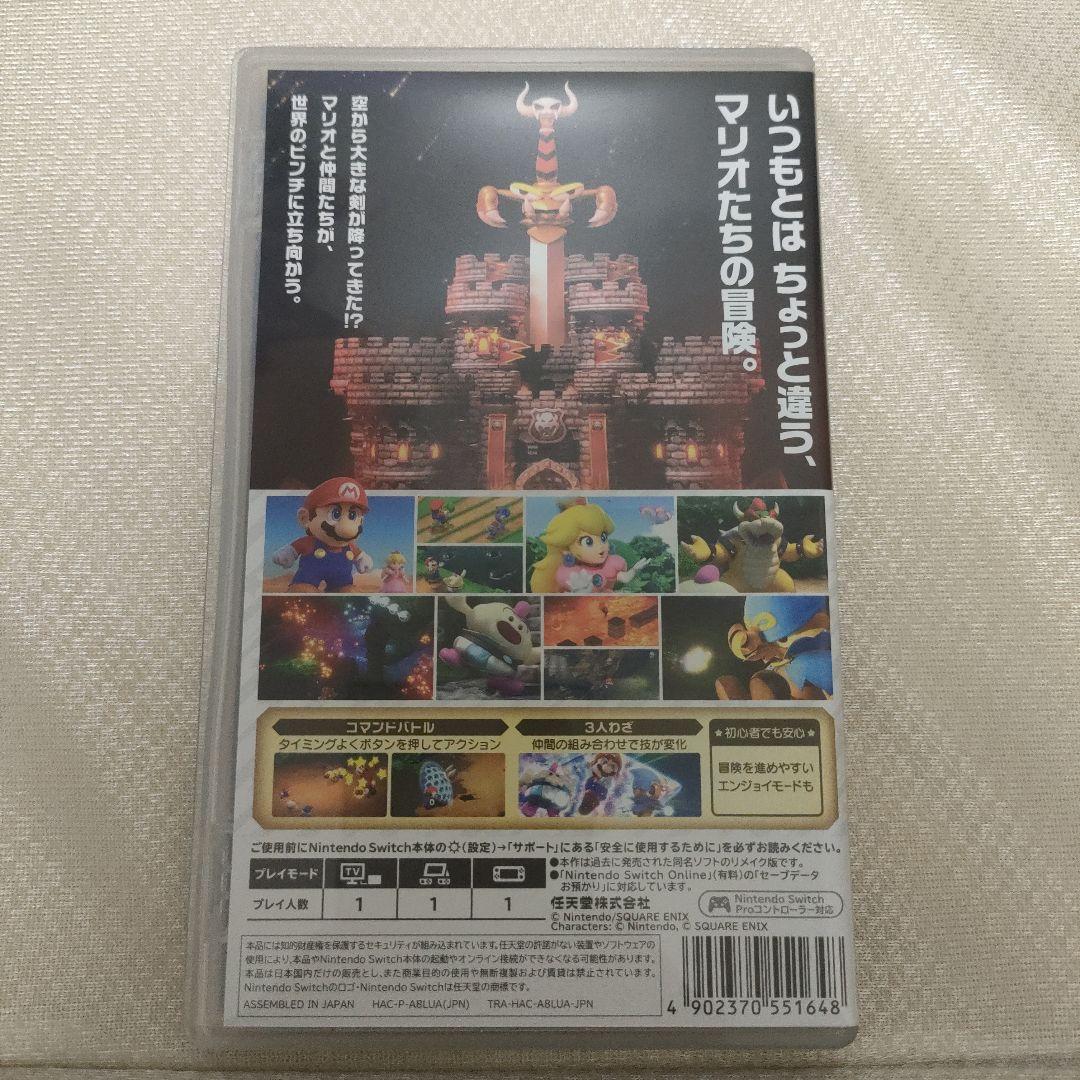 いつもとは ちょっと違う、
マリオたちの冒険。
空から大きな剣が降ってきた!?
マリオと仲間たちが、
世界のピンチに立ち向かう。
コマンドバトル
タイミングよくボタンを押してアクション
3人わざ
仲間の組み合わせで技が変化
★初心者でも安心★
冒険を進めやすい
エンジョイモードも
ご使用前にNintendo Switch本体の(設定)→「サポート」にある「安全に使用するために」を必ずお読みください。
プレイモード
TV
プレイ人数
1
1
1
●本作は過去に発売された同名ソフトのリメイク版です。
●「Nintendo Switch Online」(有料)の「セーブデータ
お預かり」に対応しています。
任天堂株式会社
© Nintendo/SQUARE ENIX
Characters: © Nintendo, © SQUARE ENIX
Nintendo Switch
Proコントローラー対応
本品には知的財産権を保護するセキュリティが組み込まれています。任天堂の許諾がない装置やソフトウェアの
使用により、本品やNintendo Switch本体の起動やオンライン接続ができなくなる可能性があります。
本品は日本国内だけの販売とし、また商業目的の使用や無断複製および賃貸は禁止されています。
Nintendo Switchのロゴ・Nintendo Switchは任天堂の商標です。
ASSEMBLED IN JAPAN HAC-P-A8LUA(JPN) TRA-HAC-A8LUA-JPN
4 902370 551648